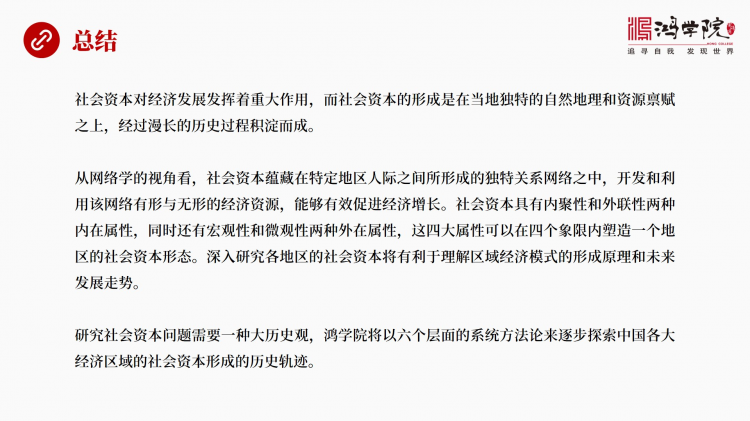 总结
鸿学院
追寻自我 发现世界
社会资本对经济发展发挥着重大作用，而社会资本的形成是在当地独特的自然地理和资源禀赋
之上，经过漫长的历史过程积淀而成。
从网络学的视角看，社会资本蕴藏在特定地区人际之间所形成的独特关系网络之中，开发和利
用该网络有形与无形的经济资源，能够有效促进经济增长。社会资本具有内聚性和外联性两种
内在属性，同时还有宏观性和微观性两种外在属性，这四大属性可以在四个象限内塑造一个地
区的社会资本形态。深入研究各地区的社会资本将有利于理解区域经济模式的形成原理和未来
发展走势。
研究社会资本问题需要一种大历史观，鸿学院将以六个层面的系统方法论来逐步探索中国各大
经济区域的社会资本形成的历史轨迹。